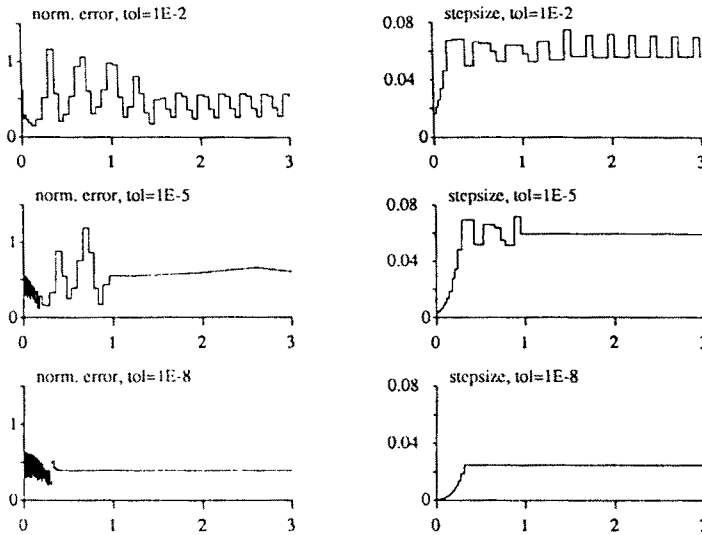 norm. error, tol=1E-2
1
0
0 1 2 3
stepsize, tol=1E-2
0.08
0.04
0
0 1 2 3
norm. error, tol=1E-5
1
0
0 1 2 3
stepsize, tol=1E-5
0.08
0.04
0
0 1 2 3
norm. error, tol=1E-8
1
0
0 1 2 3
stepsize, tol=1E-8
0.08
0.04
0
0 1 2 3